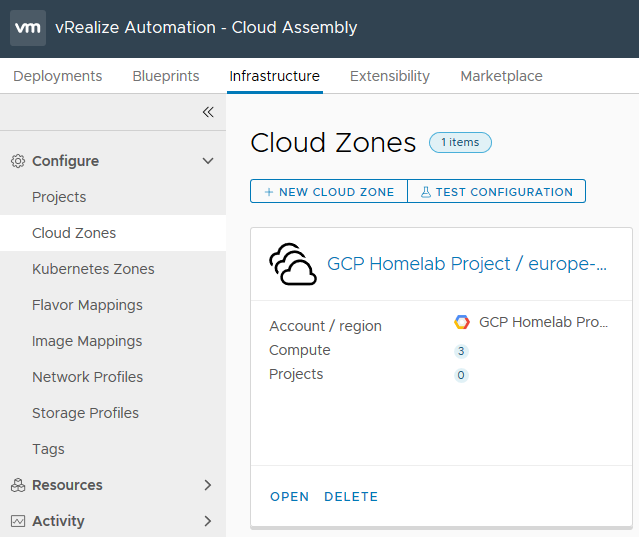 vm vRealize Automation - Cloud Assembly
Deployments Blueprints Infrastructure Extensibility Marketplace
Configure
Projects
Cloud Zones
Kubernetes Zones
Flavor Mappings
Image Mappings
Network Profiles
Storage Profiles
Tags
Resources
Activity
Cloud Zones 1 items
+ NEW CLOUD ZONE TEST CONFIGURATION
GCP Homelab Project / europe-...
Account / region GCP Homelab Pro...
Compute 3
Projects 0
OPEN DELETE